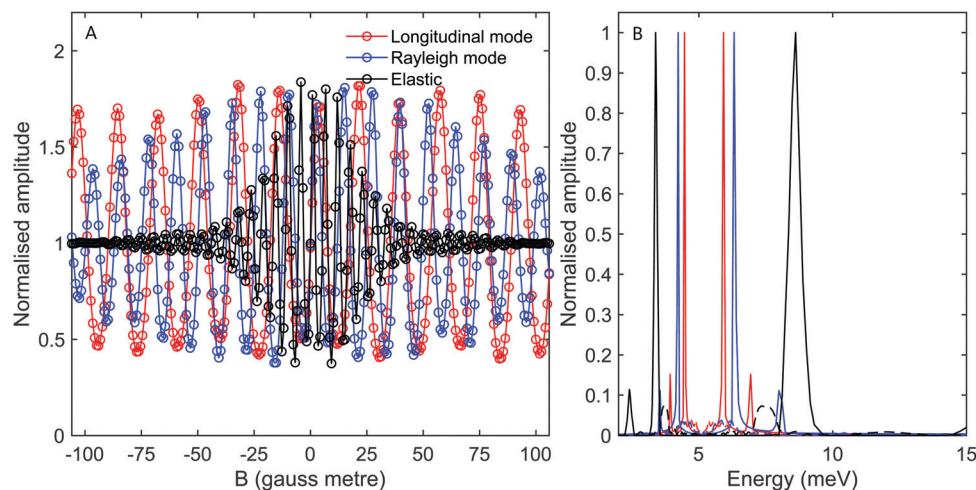 A
Longitudinal mode
Rayleigh mode
Elastic
2
1.5
1
0.5
0
Normalised amplitude
-100 -75 -50 -25 0 25 50 75 100
B (gauss metre)
B
1
0.9
0.8
0.7
0.6
0.5
0.4
0.3
0.2
0.1
0
Normalised amplitude
5 10 15
Energy (meV)